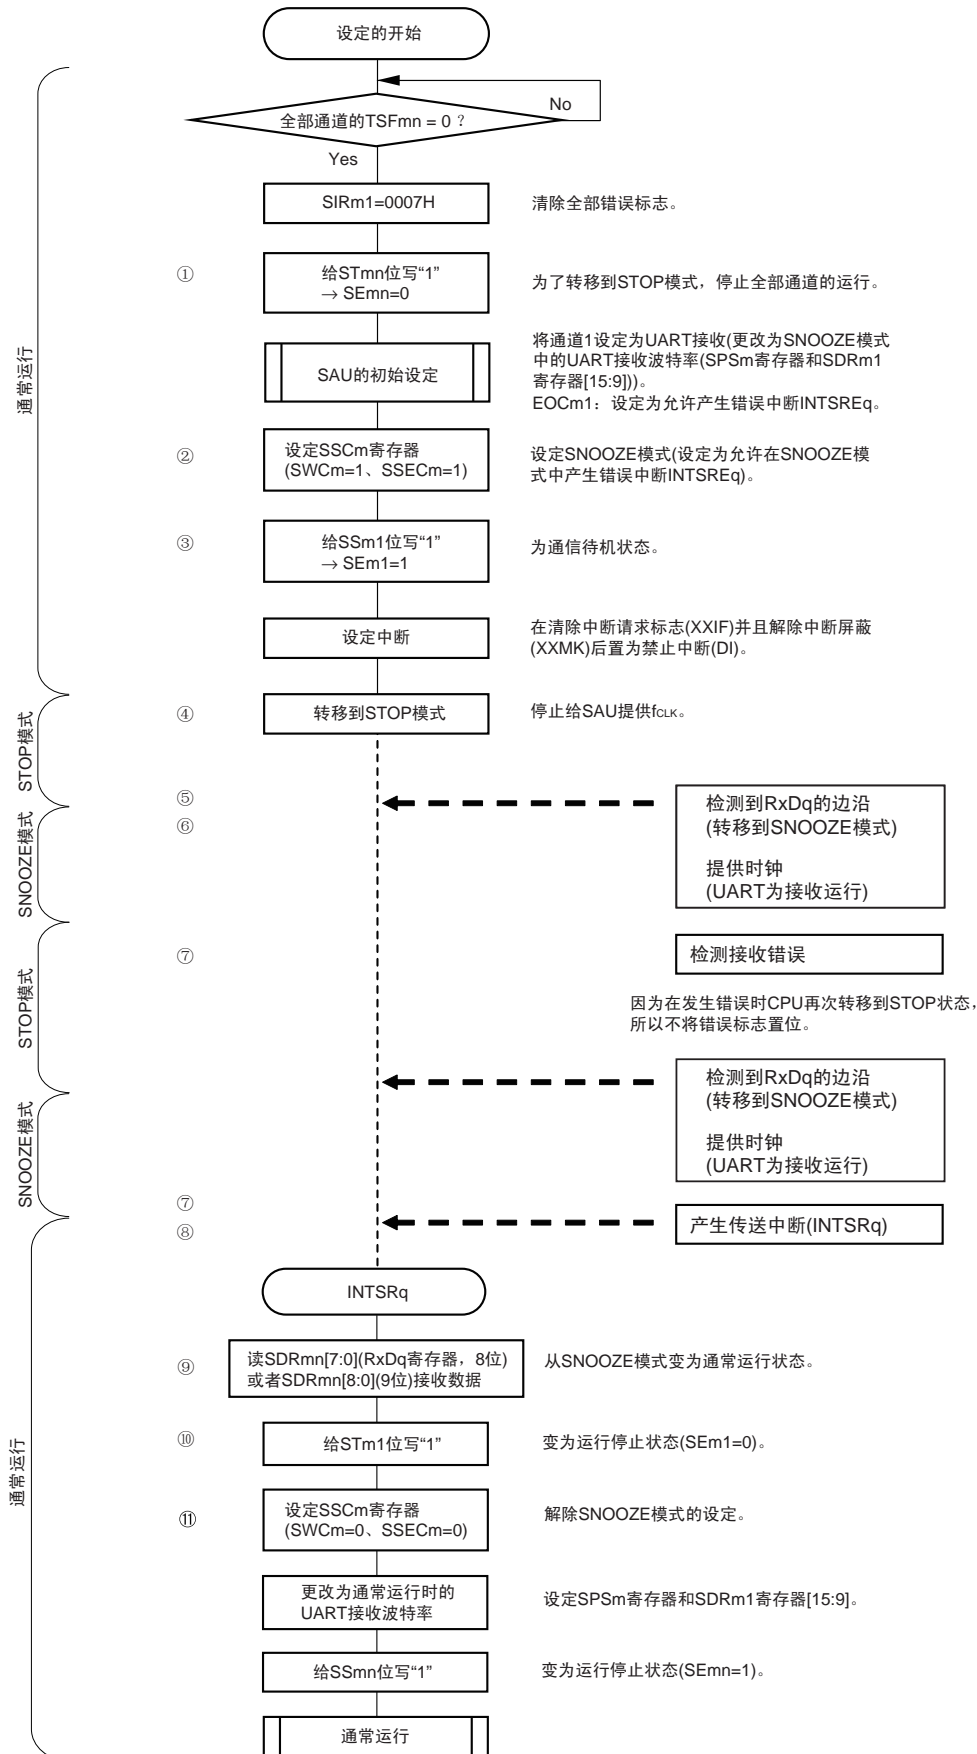 设定的开始
No
全部通道的TSFmn = 0 ？
Yes
SIRm1=0007H
清除全部错误标志。
①
给STmn位写“1”
→ SEmn=0
为了转移到STOP模式，停止全部通道的运行。
通常运行
SAU的初始设定
将通道1设定为UART接收(更改为SNOOZE模式
中的UART接收波特率(SPSm寄存器和SDRm1
寄存器[15:9]))。
EOCm1：设定为允许产生错误中断INTSREq。
②
设定SSCm寄存器
(SWCm=1、SSECm=1)
设定SNOOZE模式(设定为允许在SNOOZE模
式中产生错误中断INTSREq)。
③
给SSm1位写“1”
→ SEm1=1
为通信待机状态。
设定中断
在清除中断请求标志(XXIF)并且解除中断屏蔽
(XXMK)后置为禁止中断(DI)。
STOP模式
④
转移到STOP模式
停止给SAU提供fCLK。
⑤
⑥
SNOOZE模式
检测到RxDq的边沿
(转移到SNOOZE模式)
提供时钟
(UART为接收运行)
⑦
检测接收错误
STOP模式
因为在发生错误时CPU再次转移到STOP状态，
所以不将错误标志置位。
检测到RxDq的边沿
(转移到SNOOZE模式)
提供时钟
(UART为接收运行)
SNOOZE模式
⑦
⑧
产生传送中断(INTSRq)
INTSRq
⑨
读SDRmn[7:0](RxDq寄存器，8位)
或者SDRmn[8:0](9位)接收数据
从SNOOZE模式变为通常运行状态。
⑩
给STm1位写“1”
变为运行停止状态(SEm1=0)。
通常运行
⑪
设定SSCm寄存器
(SWCm=0、SSECm=0)
解除SNOOZE模式的设定。
更改为通常运行时的
UART接收波特率
设定SPSm寄存器和SDRm1寄存器[15:9]。
给SSmn位写“1”
变为运行停止状态(SEmn=1)。
通常运行